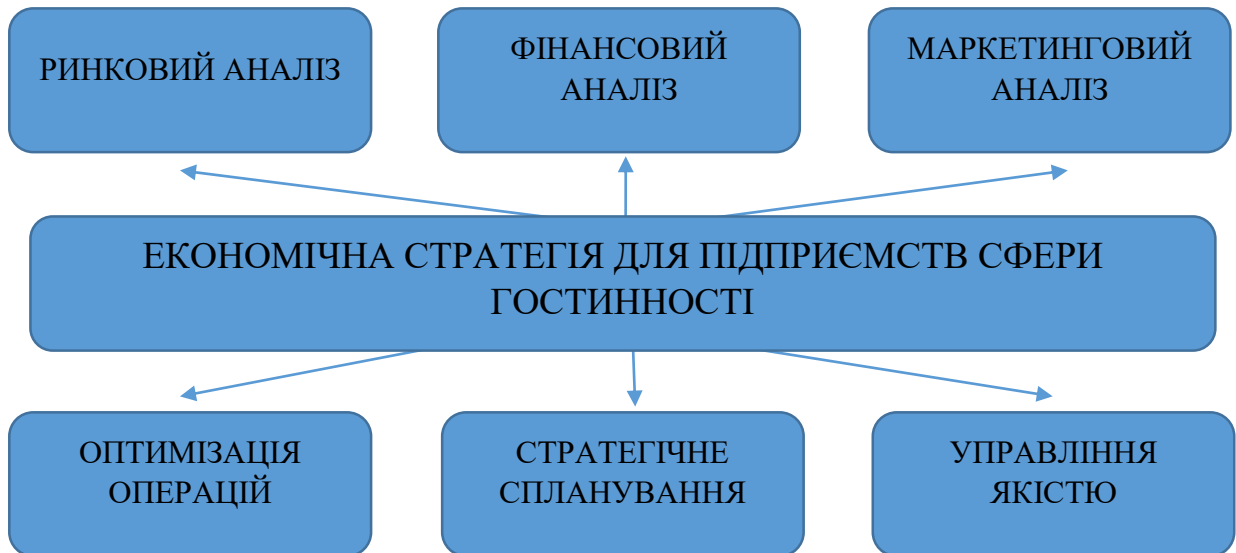 РИНКОВИЙ АНАЛІЗ
ФІНАНСОВИЙ
АНАЛІЗ
МАРКЕТИНГОВИЙ
АНАЛІЗ
ЕКОНОМІЧНА СТРАТЕГІЯ ДЛЯ ПІДПРИЄМСТВ СФЕРИ
ГОСТИННОСТІ
ОПТИМІЗАЦІЯ
ОПЕРАЦІЙ
СТРАТЕГІЧНЕ
СПЛАНУВАННЯ
УПРАВЛІННЯ
ЯКІСТЮ